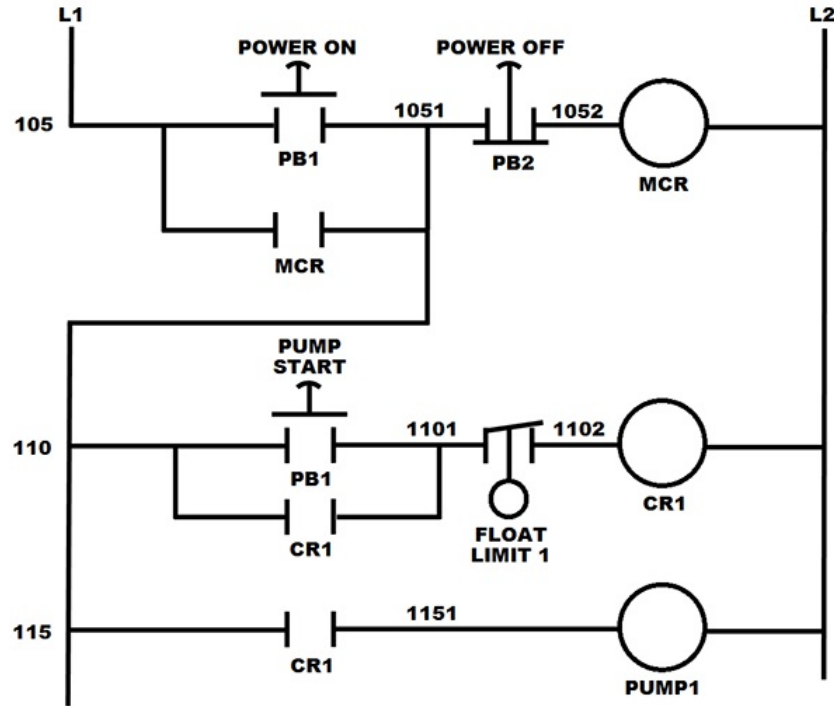 L1
L2
POWER ON
POWER OFF
105
1051
1052
PB1
PB2
MCR
MCR
PUMP
START
110
1101
1102
PB1
CR1
CR1
FLOAT
LIMIT 1
115
1151
CR1
PUMP1